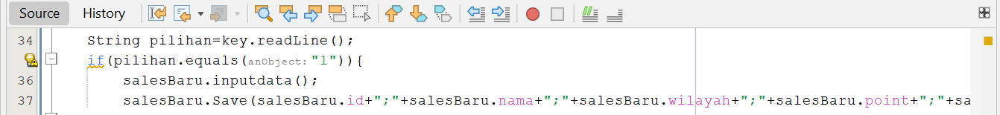 Source History
34 String pilihan=key.readLine();
if(pilihan.equals(anObject:"1")){
36 salesBaru.inputdata();
37 salesBaru.Save(salesBaru.id+";"+salesBaru.nama+";"+salesBaru.wilayah+";"+salesBaru.point+";"+sa